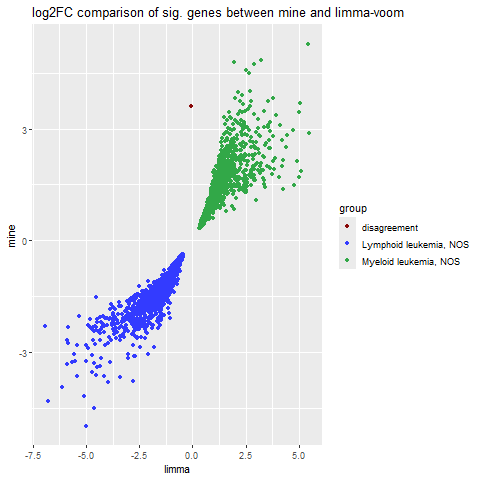 log2FC comparison of sig. genes between mine and limma-voom
mine
3
0
-3
-7.5 -5.0 -2.5 0.0 2.5 5.0
limma
group
disagreement
Lymphoid leukemia, NOS
Myeloid leukemia, NOS